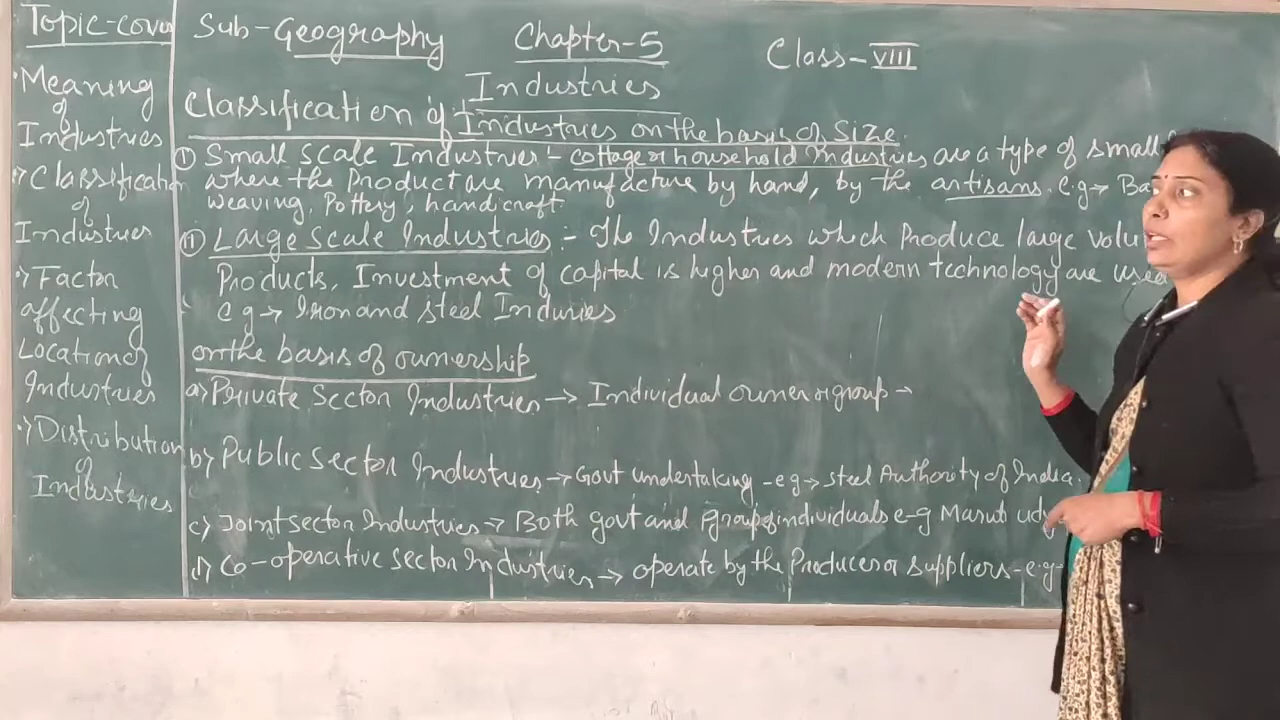 Topic-cover
Meaning
of
Industries
Classification
of
Industries
Factor
affecting
Location of
Industries
Distribution
of
Industries
Sub-Geography Chapter-5 Class-VIII
Industries
Classification of Industries on the basis of Size
(I) Small Scale Industries :- cottage or household Industries are a type of small
where the Product are manufacture by hand, by the artisans. e.g→ Ba
weaving, Pottery, handicraft.
(II) Large Scale Industries :- The Industries which Produce large volu
Products, Investment of capital is higher and modern technology are used
e g → Iron and steel
on the basis of ownership
a) Private Sector Industries → Individual owner or group -
b) Public Sector Industries → Govt undertaking - eg → Steel Authority of India.
c) Joint sector Industries → Both govt and group of individuals e-g Maruti udy
d) Co-operative sector Industries → operate by the Producer or suppliers - e.g-